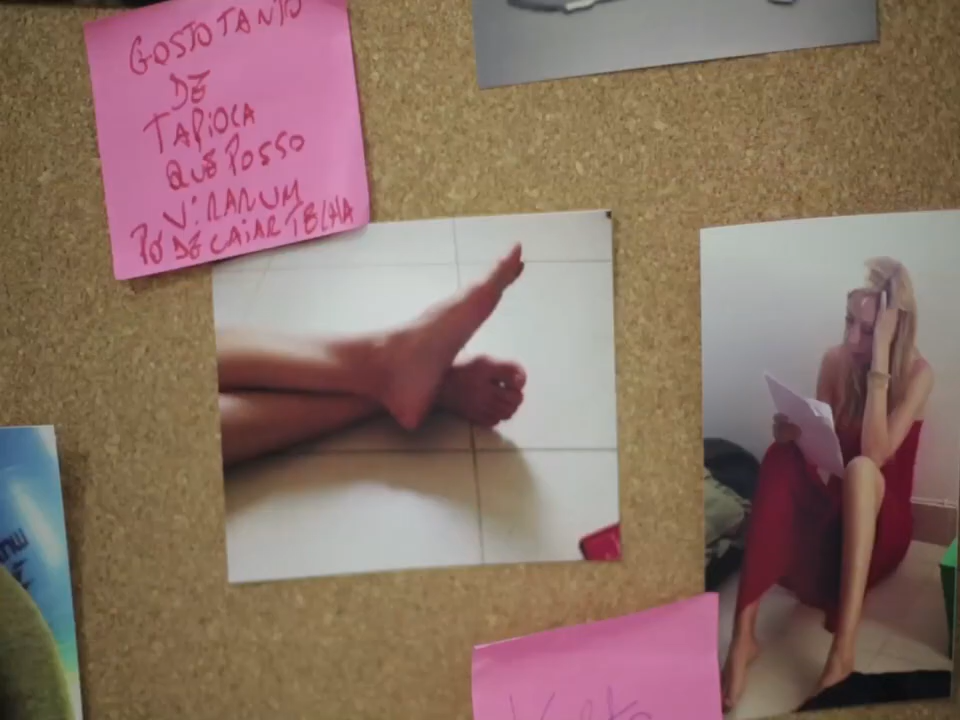 GOSTO TANTO
DE
TAPIOCA
QUE POSSO
ViRAR UM
PÓ DE CAiAR TELHA